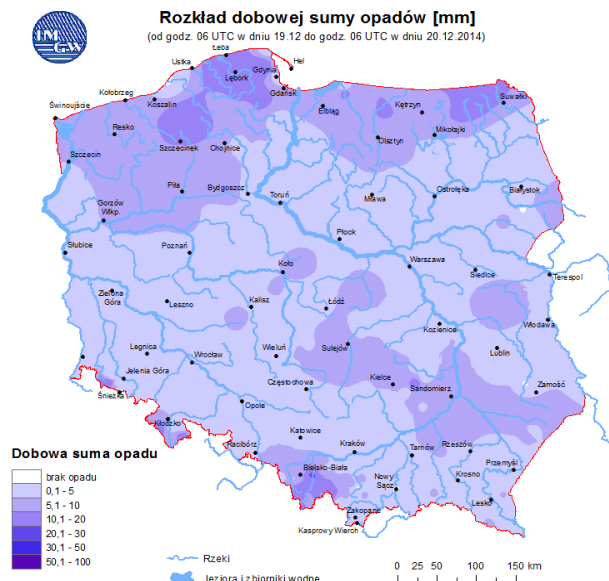 IM
GW
Rozkład dobowej sumy opadów [mm]
(od godz. 06 UTC w dniu 19.12 do godz. 06 UTC w dniu 20.12.2014)
Łeba
Ustka
Hel
Gdynia
Lębork
Gdańsk
Kołobrzeg
Koszalin
Świnoujście
Elbląg
Kętrzyn
Suwałki
Resko
Mikołajki
Olsztyn
Szczecinek
Chojnice
Szczecin
Piła
Bydgoszcz
Toruń
Mława
Ostrołęka
Białystok
Gorzów
Wlkp.
Płock
Słubice
Poznań
Koło
Warszawa
Siedlce
Terespol
Zielona
Góra
Leszno
Kalisz
Łódź
Kozienice
Włodawa
Legnica
Wrocław
Wieluń
Sulejów
Lublin
Jelenia Góra
Śnieżka
Częstochowa
Kielce
Sandomierz
Zamość
Opole
Kłodzko
Katowice
Racibórz
Kraków
Tarnów
Rzeszów
Przemyśl
Bielsko-Biała
Nowy
Sącz
Krosno
Lesko
Zakopane
Kasprowy Wierch
Dobowa suma opadu
brak opadu
0,1 - 5
5,1 - 10
10,1 - 20
20,1 - 30
30,1 - 50
50,1 - 100
Rzeki
Jeziora i zbiorniki wodne
0 25 50 100 150 km